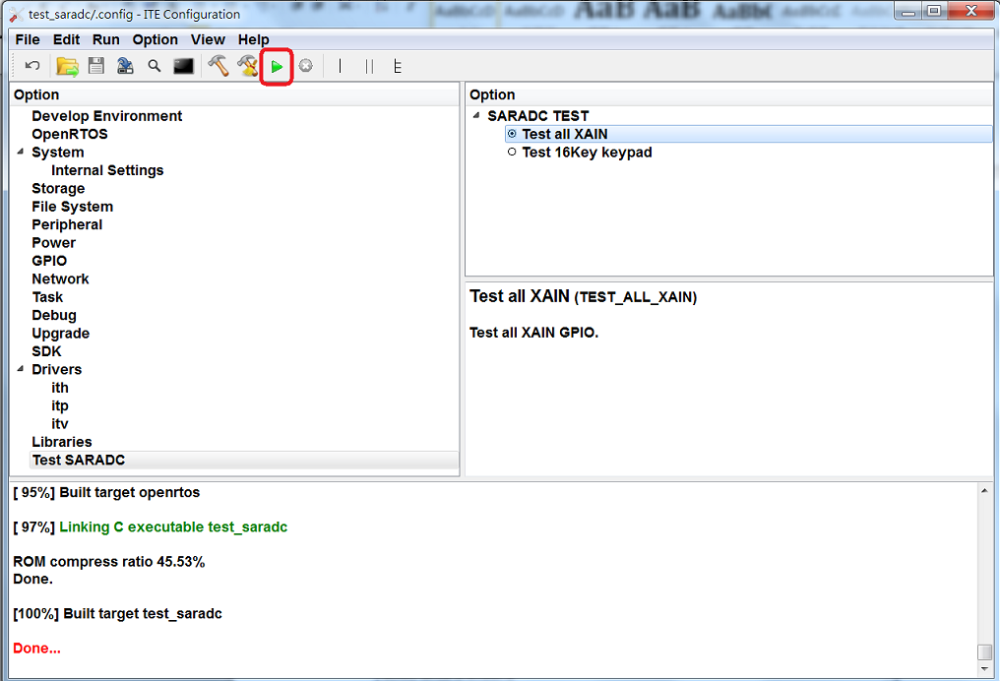 test_saradc/.config - ITE Configuration
File Edit Run Option View Help
Option
Develop Environment
OpenRTOS
System
Internal Settings
Storage
File System
Peripheral
Power
GPIO
Network
Task
Debug
Upgrade
SDK
Drivers
ith
itp
itv
Libraries
Test SARADC
Option
SARADC TEST
Test all XAIN
Test 16Key keypad
Test all XAIN (TEST_ALL_XAIN)
Test all XAIN GPIO.
[ 95%] Built target openrtos
[ 97%] Linking C executable test_saradc
ROM compress ratio 45.53%
Done.
[100%] Built target test_saradc
Done...